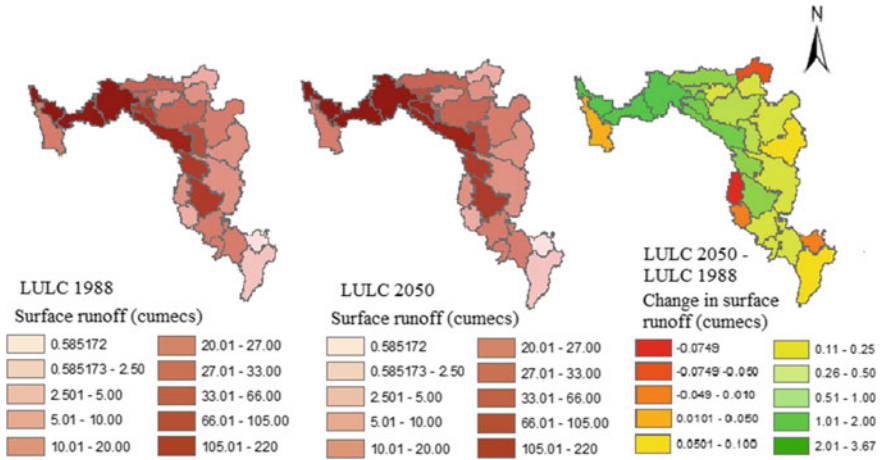 N
LULC 1988
Surface runoff (cumecs)
0.585172
0.585173 - 2.50
2.501 - 5.00
5.01 - 10.00
10.01 - 20.00
20.01 - 27.00
27.01 - 33.00
33.01 - 66.00
66.01 - 105.00
105.01 - 220
LULC 2050
Surface runoff (cumecs)
0.585172
0.585173 - 2.50
2.501 - 5.00
5.01 - 10.00
10.01 - 20.00
20.01 - 27.00
27.01 - 33.00
33.01 - 66.00
66.01 - 105.00
105.01 - 220
LULC 2050 -
LULC 1988
Change in surface
runoff (cumecs)
-0.0749
-0.0749 -0.050
-0.049 -0.010
0.0101 -0.050
0.0501 -0.100
0.11 - 0.25
0.26 - 0.50
0.51 - 1.00
1.01 - 2.00
2.01 - 3.67